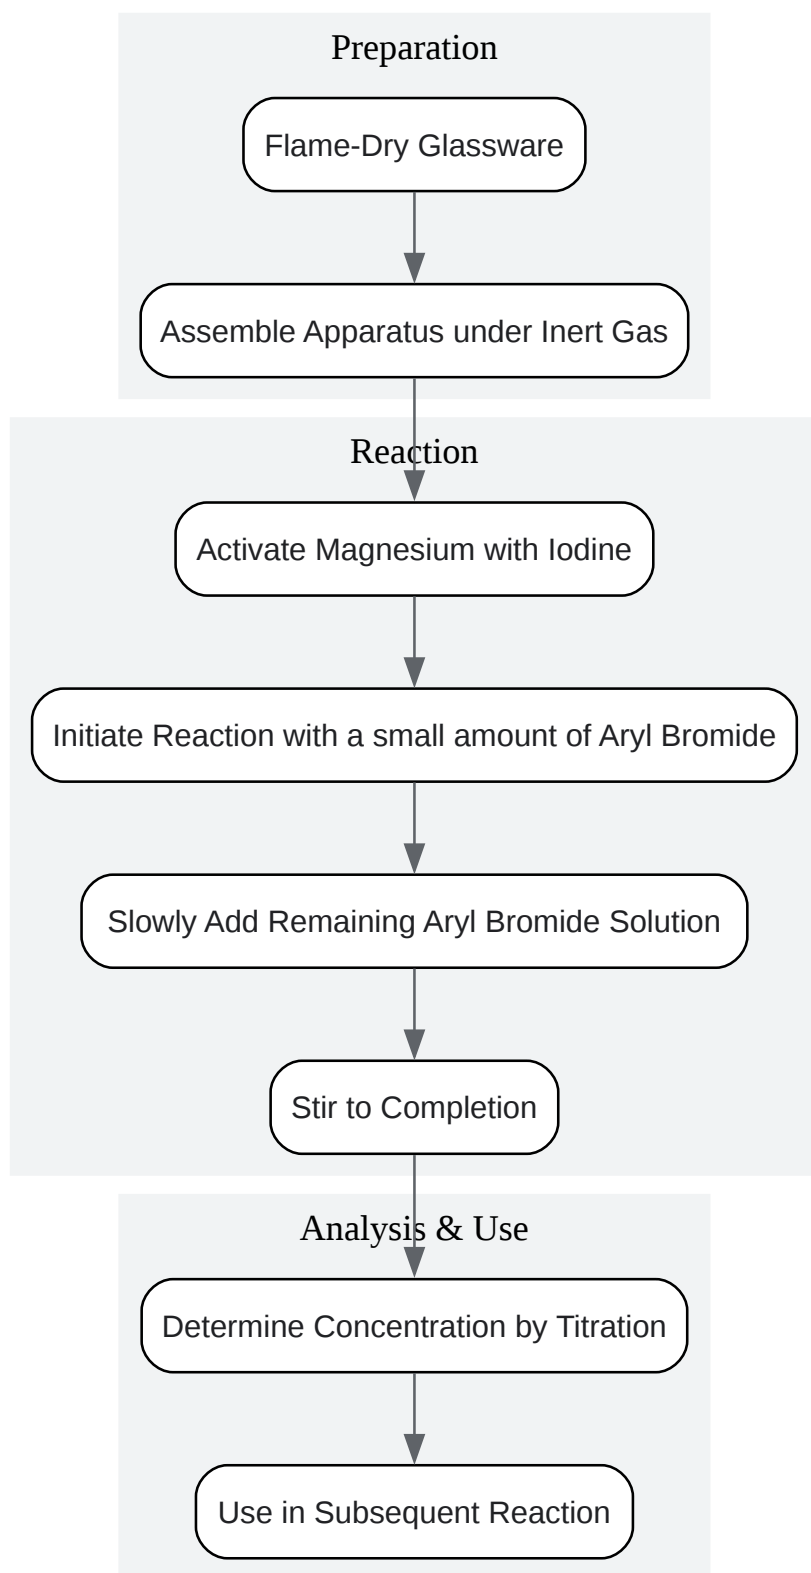 Preparation
Flame-Dry Glassware
Assemble Apparatus under Inert Gas
Reaction
Activate Magnesium with Iodine
Initiate Reaction with a small amount of Aryl Bromide
Slowly Add Remaining Aryl Bromide Solution
Stir to Completion
Analysis & Use
Determine Concentration by Titration
Use in Subsequent Reaction